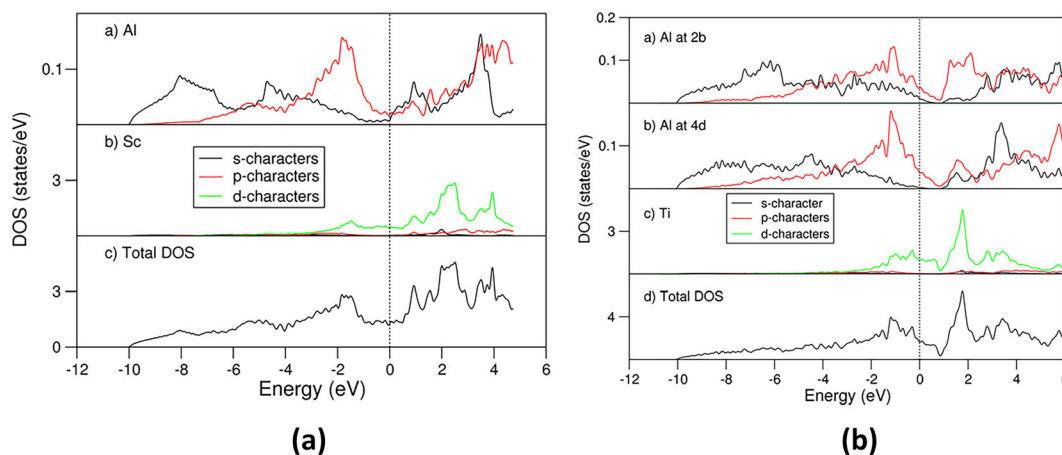 a) Al
0.1
b) Sc
s-characters
p-characters
d-characters
3
c) Total DOS
3
0
-12 -10 -8 -6 -4 -2 0 2 4 6
Energy (eV)
DOS (states/eV)
(a)
0.2
a) Al at 2b
0.1
b) Al at 4d
0.1
c) Ti
s-character
p-characters
d-characters
3
d) Total DOS
4
-12 -10 -8 -6 -4 -2 0 2 4
Energy (eV)
DOS (states/eV)
(b)